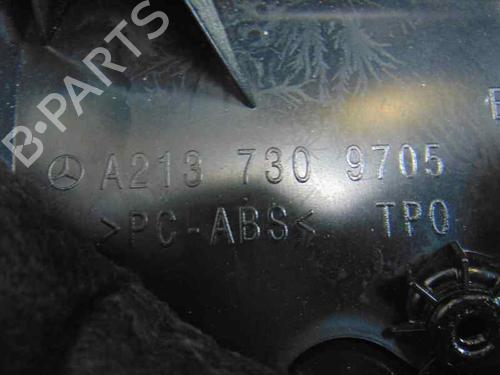 B-PARTS
A213 730 9705
>PC-ABS< TPO